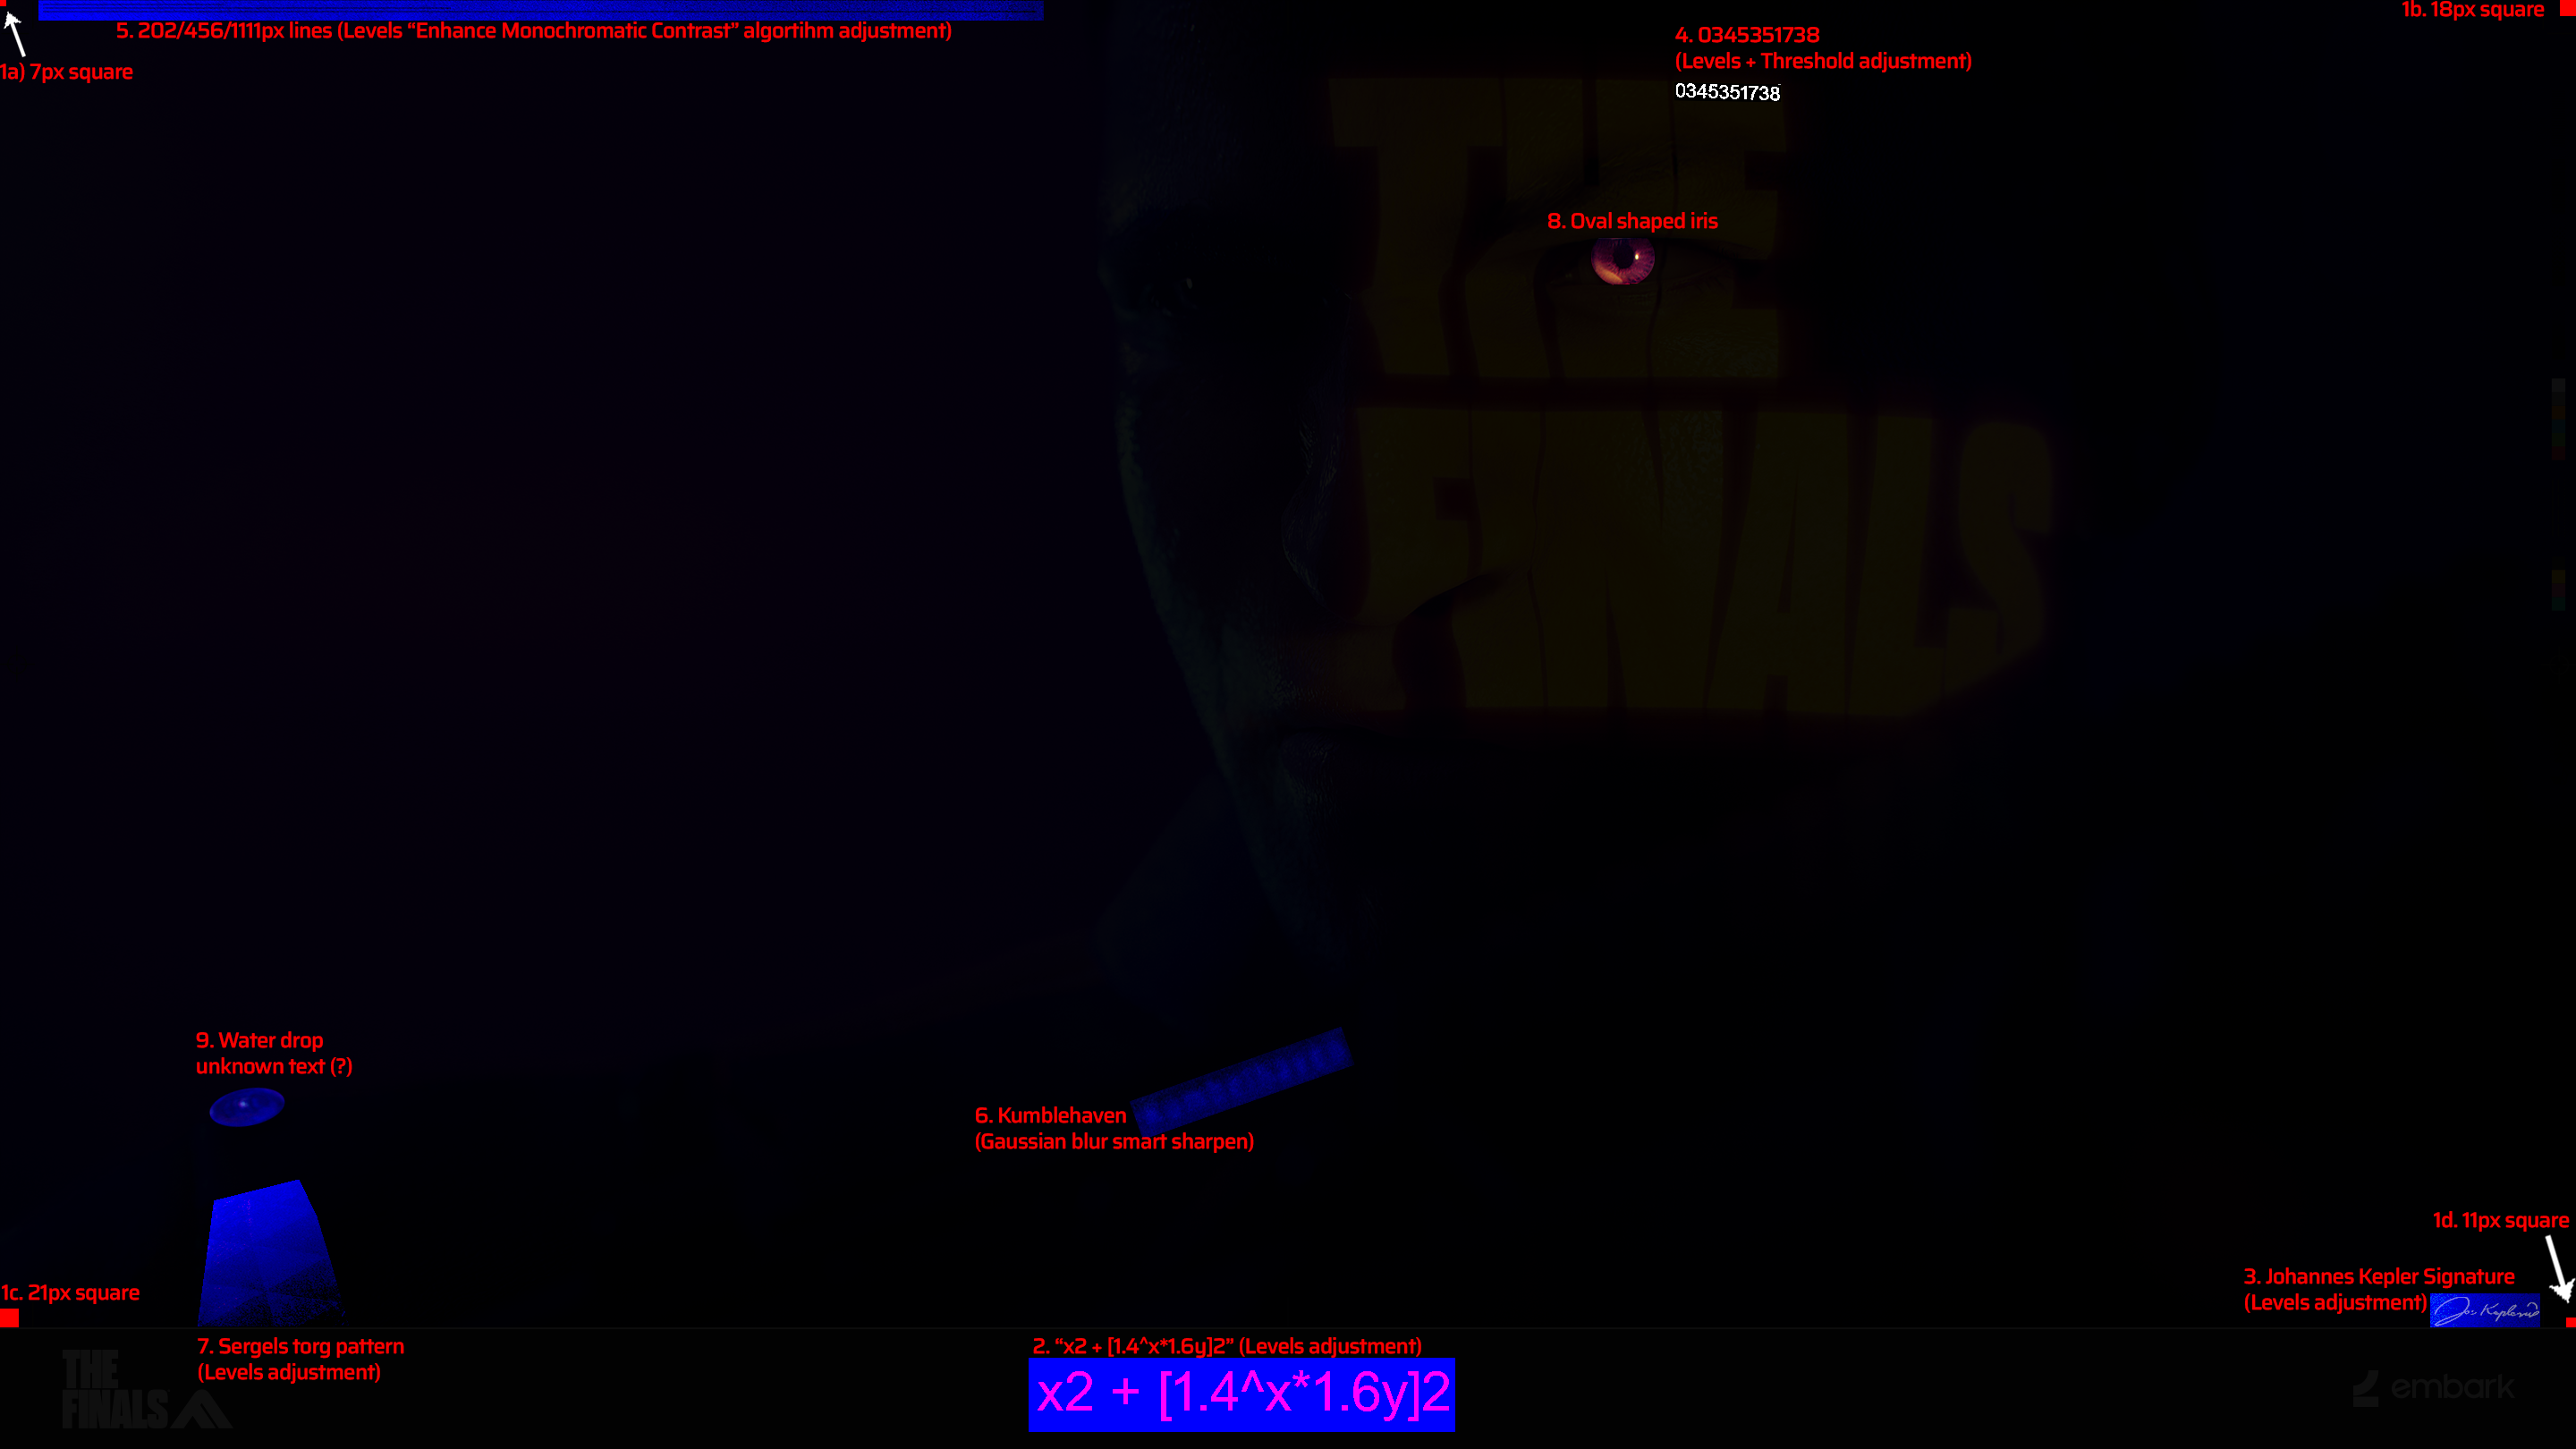 5. 202/456/1111px lines (Levels “Enhance Monochromatic Contrast” algortihm adjustment)
1b. 18px square
1a) 7px square
4. 0345351738
(Levels + Threshold adjustment)
0345351738
THE
8. Oval shaped iris
FINALS
9. Water drop
unknown text (?)
6. Kumblehaven
(Gaussian blur smart sharpen)
1d. 11px square
3. Johannes Kepler Signature
(Levels adjustment)
1c. 21px square
7. Sergels torg pattern
(Levels adjustment)
2. “x2 + [1.4^x*1.6y]2” (Levels adjustment)
x2 + [1.4^x*1.6y]2
THE
FINALS
embark